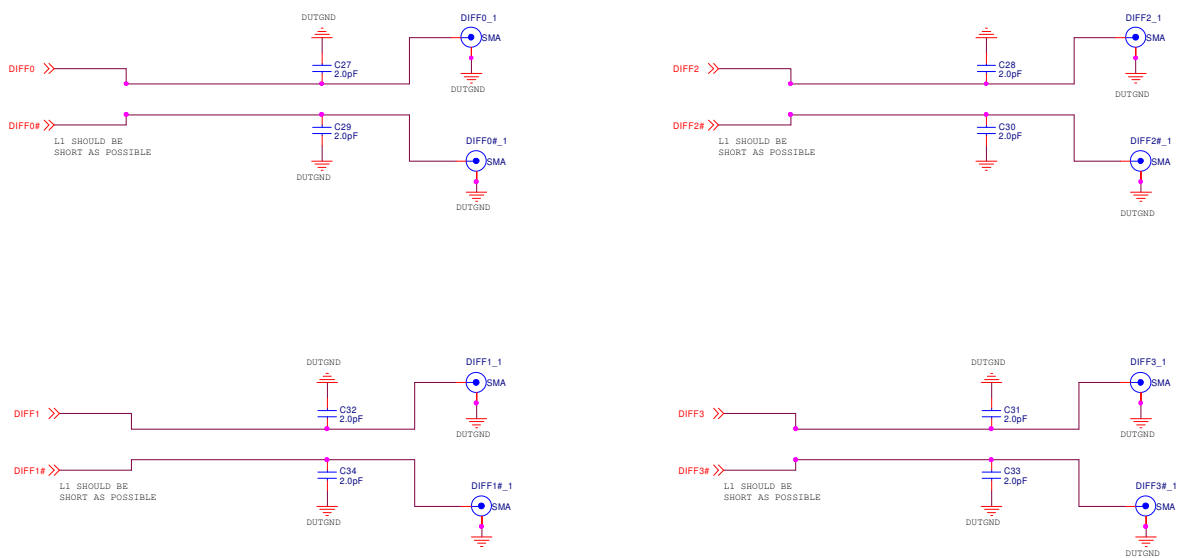 DUTGND
DIFF0_1
SMA
DIFF0
C27
2.0pF
DUTGND
DIFF0#
L1 SHOULD BE
SHORT AS POSSIBLE
C29
2.0pF
DUTGND
DIFF0#_1
SMA
DUTGND
DIFF2_1
SMA
DIFF2
C28
2.0pF
DUTGND
DIFF2#
L1 SHOULD BE
SHORT AS POSSIBLE
C30
2.0pF
DIFF2#_1
SMA
DUTGND
DUTGND
DIFF1_1
SMA
DIFF1
C32
2.0pF
DUTGND
DIFF1#
L1 SHOULD BE
SHORT AS POSSIBLE
C34
2.0pF
DUTGND
DIFF1#_1
SMA
DUTGND
DIFF3_1
SMA
DIFF3
C31
2.0pF
DUTGND
DIFF3#
L1 SHOULD BE
SHORT AS POSSIBLE
C33
2.0pF
DUTGND
DIFF3#_1
SMA
DUTGND